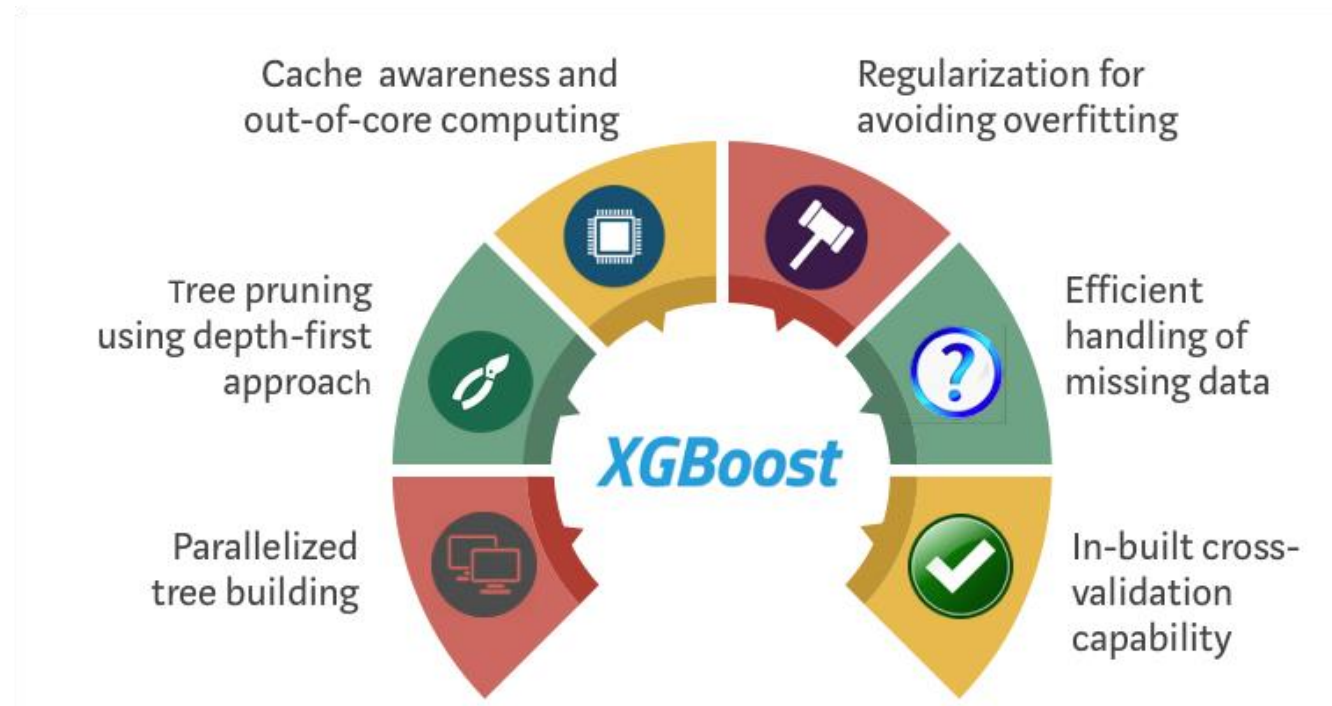 Cache awareness and
out-of-core computing
Regularization for
avoiding overfitting
Tree pruning
using depth-first
approach
Efficient
handling of
missing data
XGBoost
Parallelized
tree building
In-built cross-
validation
capability